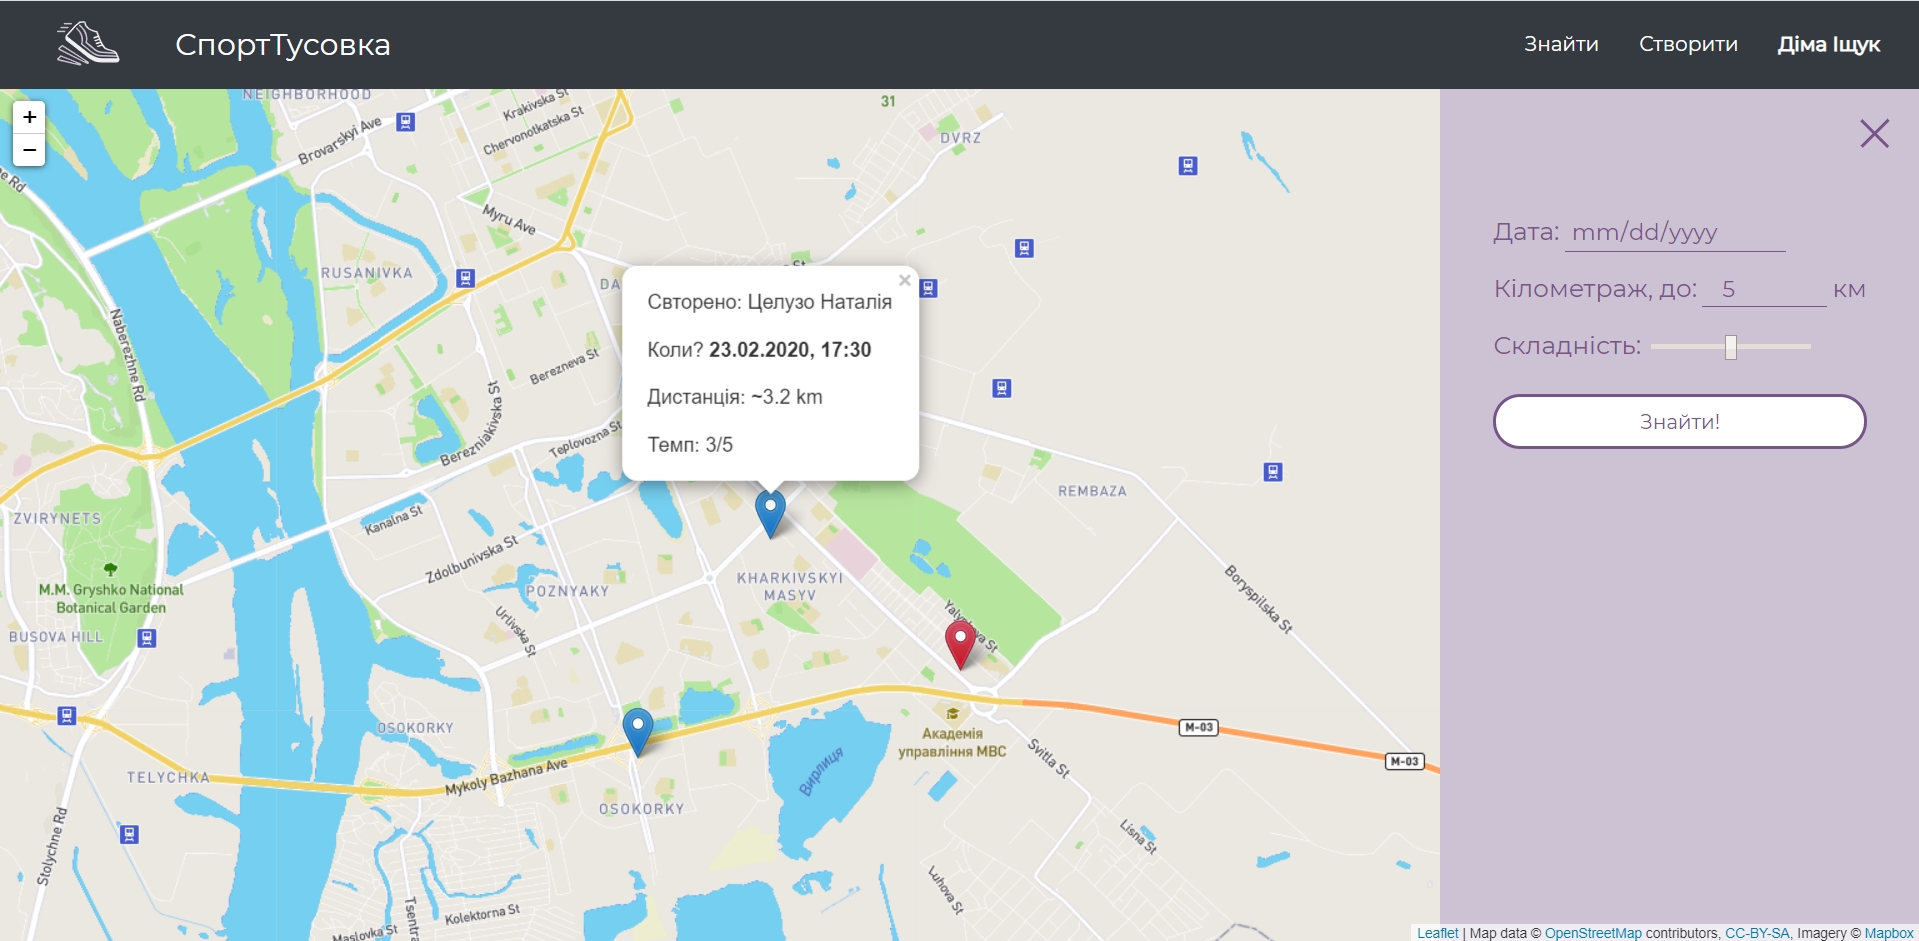 СпортТусовка
Знайти
Створити
Діма Іщук
+
−
NEIGHBORHOOD
Brovarskyi Ave
Krakivska St
Chervonotkatska St
31
DVRZ
ne Rd
Myru Ave
RUSANIVKA
DA
St
×
Свторено: Целузо Наталія
Коли? 23.02.2020, 17:30
Дистанція: ~3.2 km
Темп: 3/5
Naberezhne Rd
Berezneva St
Berezniakivska St
Teplovozna St
REMBAZA
ZVIRYNETS
Kanalna St
Zdolbunivska St
M.M. Gryshko National
Botanical Garden
POZNYAKY
KHARKIVSKYI
MASYV
Boryspilska St
BUSOVA HILL
Urlivska St
OSOKORKY
Академія
управління МВС
M-03
M-03
Svitla St
Вирлиця
TELYCHKA
Mykoly Bazhana Ave
OSOKORKY
Stolychne Rd
Lisna St
Luhova St
Kolektorna St
Tsentra
Maslovka St
Дата: mm/dd/yyyy
Кілометраж, до: 5 км
Складність:
Знайти!
Leaflet | Map data © OpenStreetMap contributors, CC-BY-SA, Imagery © Mapbox